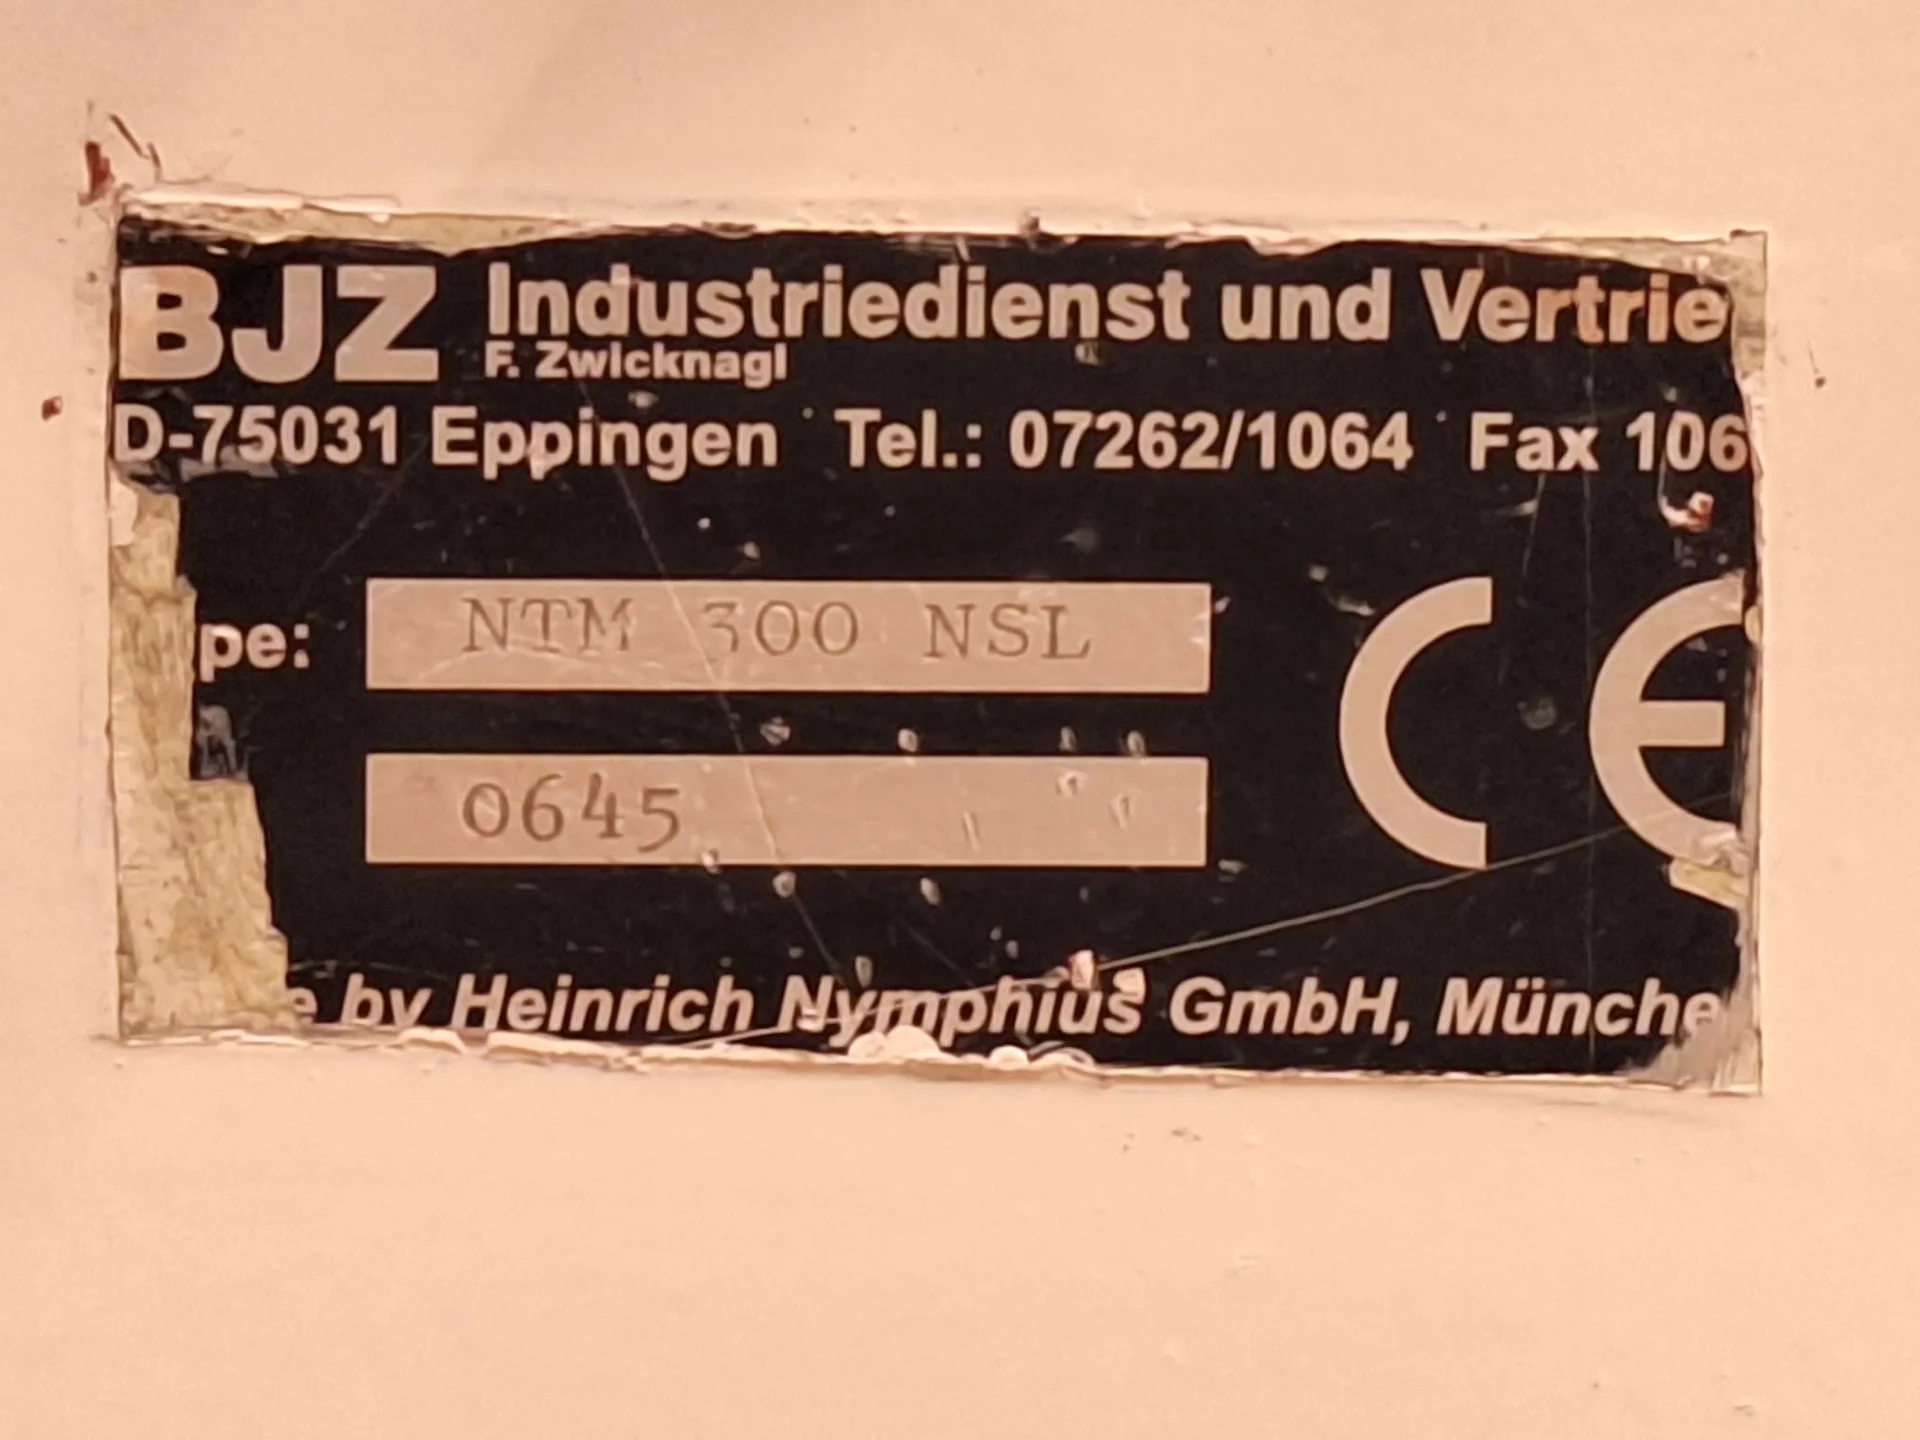 BJZ Industriedienst und Vertrie
F. Zwicknagl
D-75031 Eppingen Tel.: 07262/1064 Fax 106
pe: NTM 300 NSL
0645
CE
e by Heinrich Nymphius GmbH, Münche